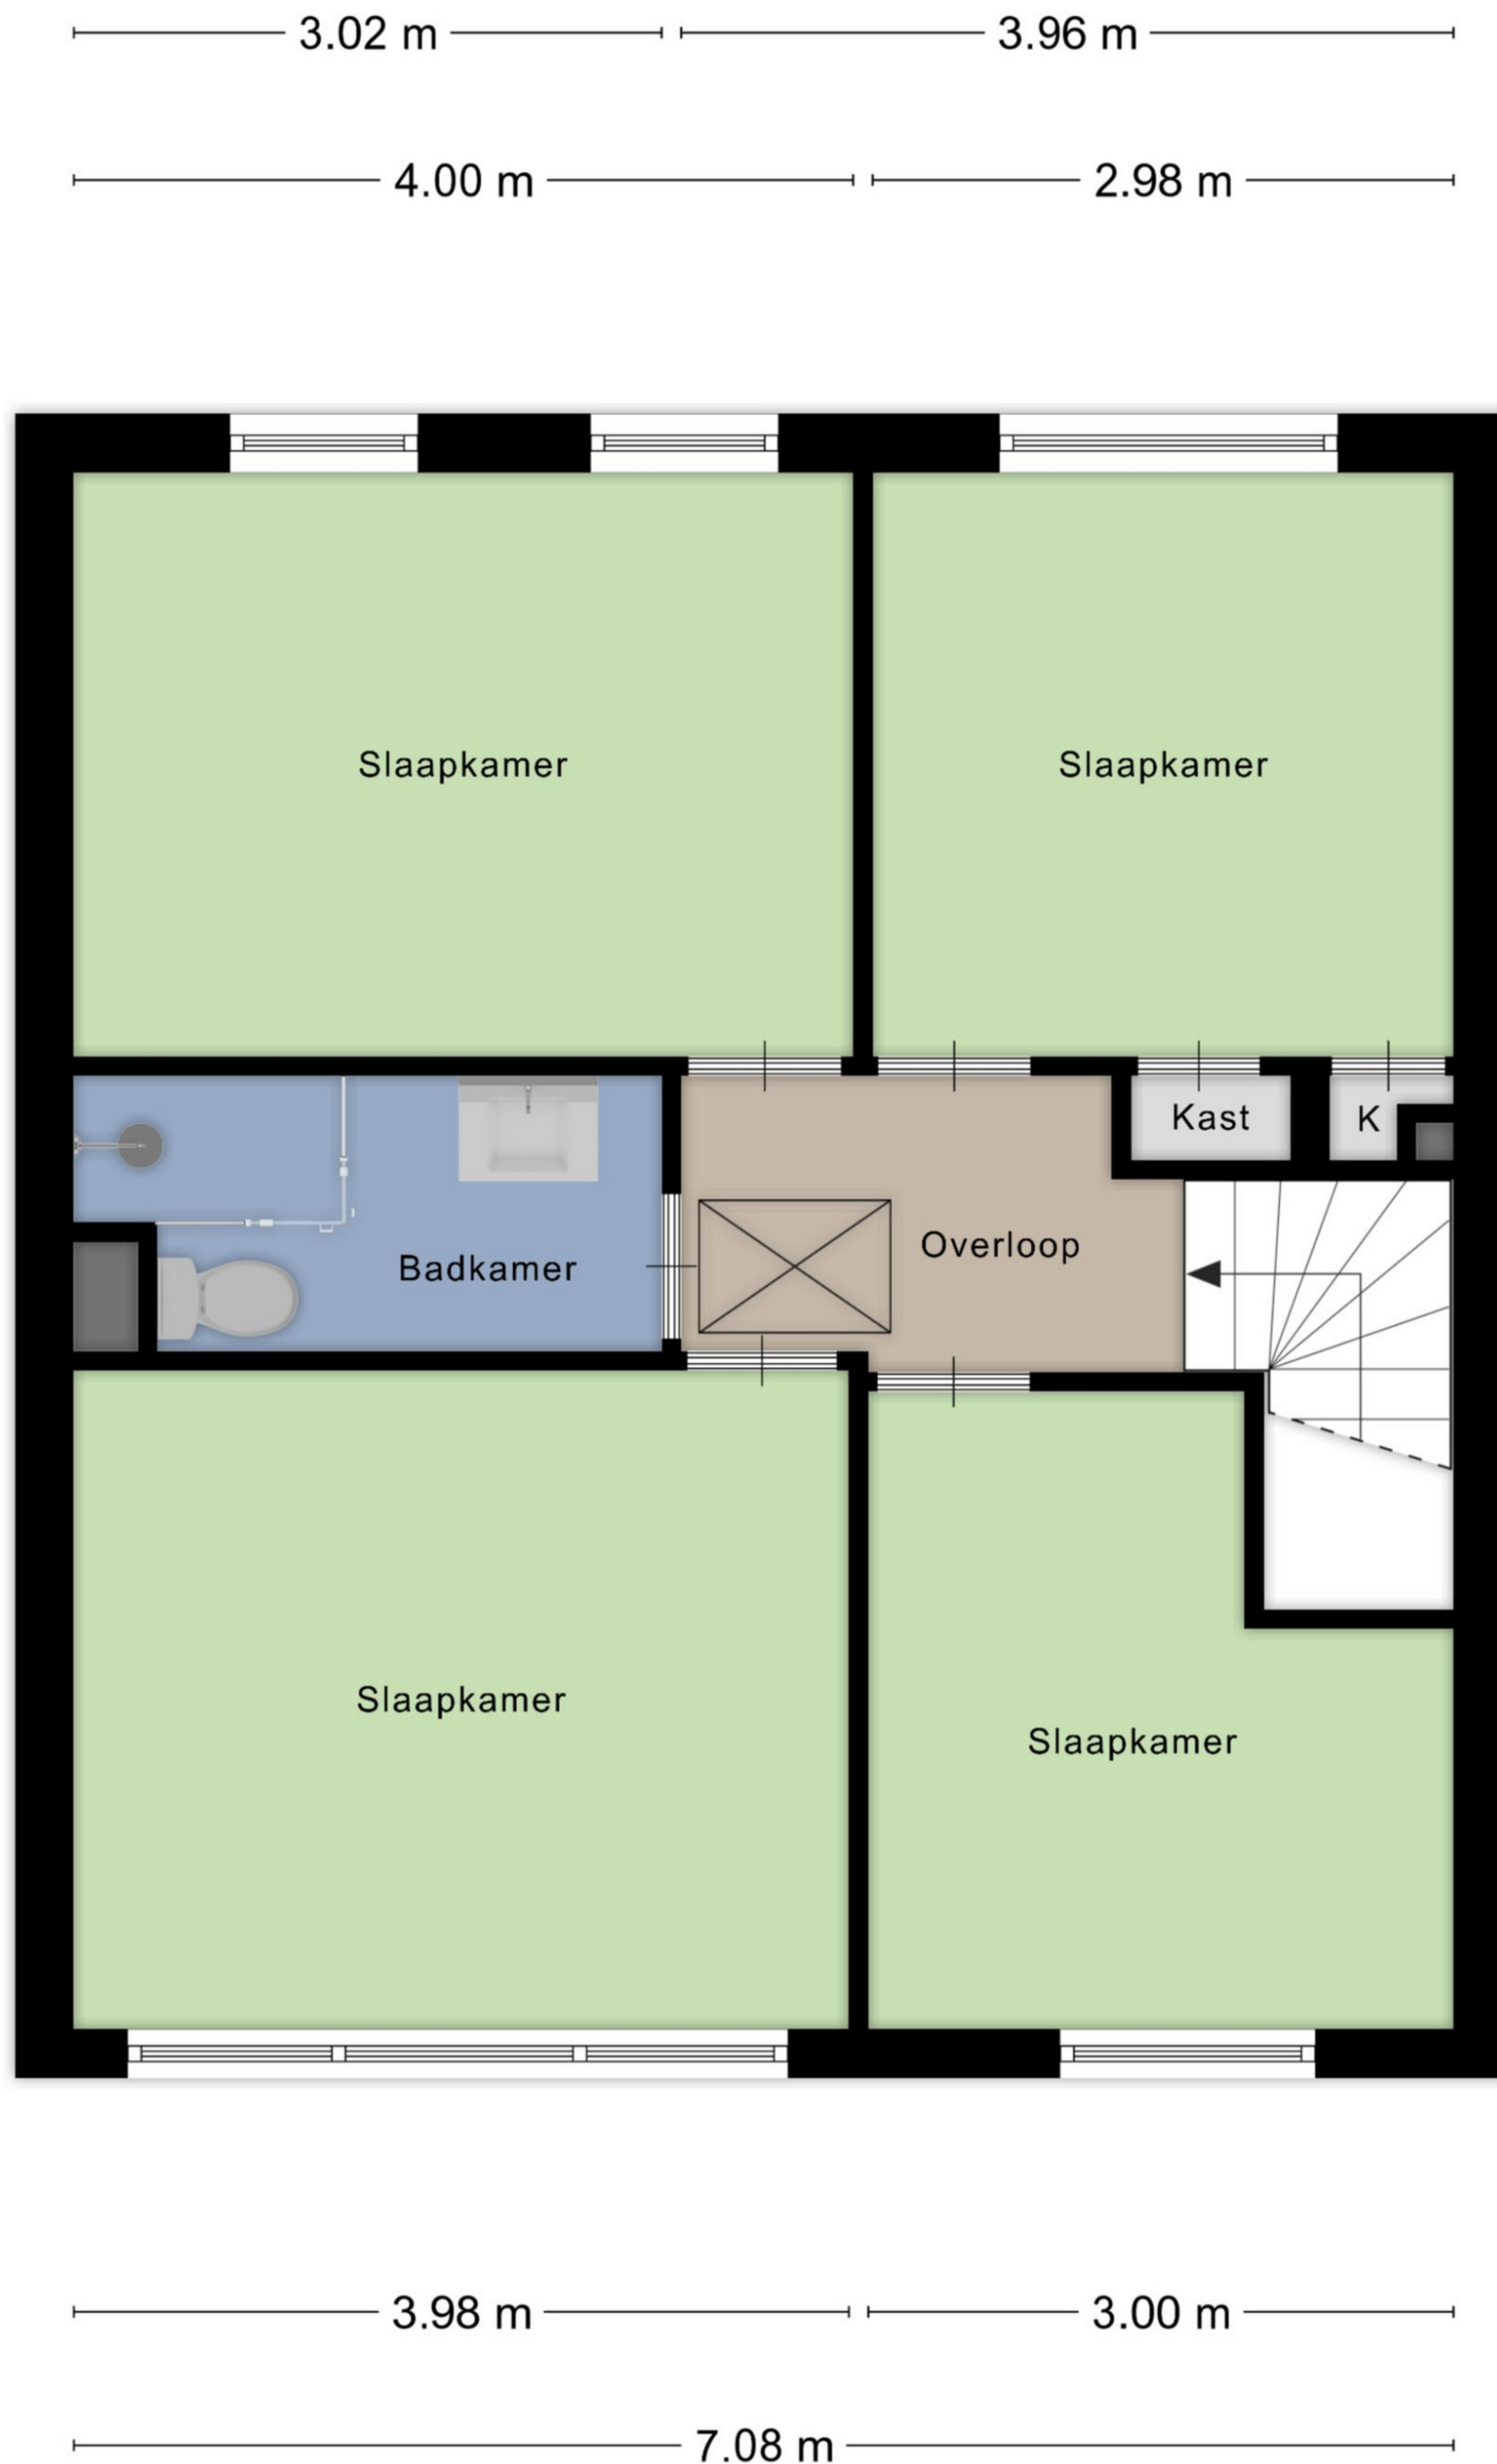 3.02 m 3.96 m
4.00 m 2.98 m
Slaapkamer Slaapkamer
Kast K
Badkamer Overloop
Slaapkamer Slaapkamer
3.98 m 3.00 m
7.08 m